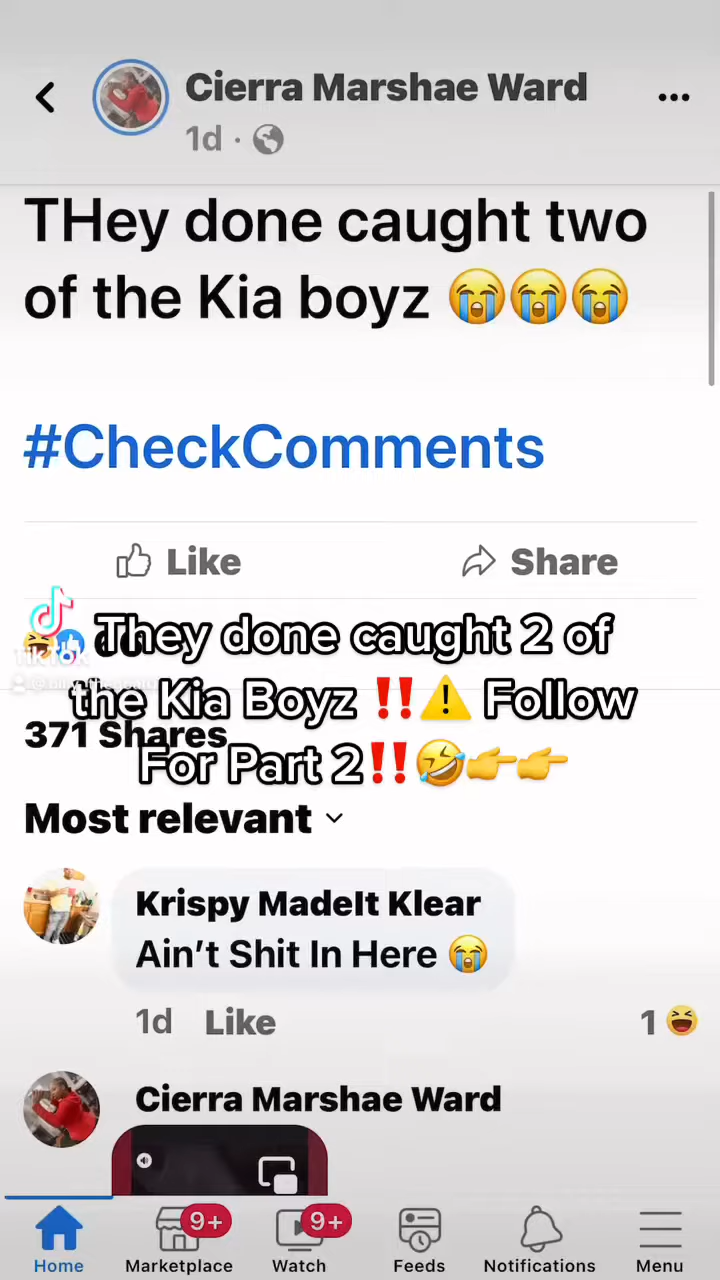 Cierra Marshae Ward
1d ·
THey done caught two
of the Kia boyz 😭😭😭
#CheckComments
Like
Share
TikTok
They done caught 2 of
the Kia Boyz ‼️⚠️ Follow
For Part 2‼️🤣👉👉
371 Shares
Most relevant
Krispy MadeIt Klear
Ain't Shit In Here 😭
1d Like
1 😆
Cierra Marshae Ward
9+
9+
Home
Marketplace
Watch
Feeds
Notifications
Menu